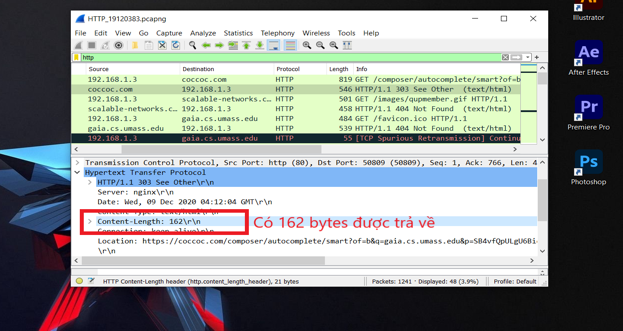 HTTP_19120383.pcapng
File Edit View Go Capture Analyze Statistics Telephony Wireless Tools Help
http
Source Destination Protocol Length Info
192.168.1.3 coccoc.com HTTP 819 GET /composer/autocomplete/smart?of=b
coccoc.com 192.168.1.3 HTTP 546 HTTP/1.1 303 See Other (text/html)
192.168.1.3 scalable-networks.c… HTTP 501 GET /images/qupmember.gif HTTP/1.1
scalable-networks.c… 192.168.1.3 HTTP 458 HTTP/1.1 404 Not Found (text/html)
192.168.1.3 gaia.cs.umass.edu HTTP 484 GET /favicon.ico HTTP/1.1
gaia.cs.umass.edu 192.168.1.3 HTTP 539 HTTP/1.1 404 Not Found (text/html)
192.168.1.3 gaia.cs.umass.edu HTTP 55 [TCP Spurious Retransmission] Continu
Transmission Control Protocol, Src Port: http (80), Dst Port: 50809 (50809), Seq: 1, Ack: 766, Len: 4
Hypertext Transfer Protocol
HTTP/1.1 303 See Other\r\n
Server: nginx\r\n
Date: Wed, 09 Dec 2020 04:12:04 GMT\r\n
Content-Type: text/html\r\n
Content-Length: 162\r\n
Có 162 bytes được trả về
Connection: keep-alive\r\n
Location: https://coccoc.com/composer/autocomplete/smart?of=b&q=gaia.cs.umass.edu&p=SB4vfQpULgU6Bi
\r\n
HTTP Content-Length header (http.content_length_header), 21 bytes
Packets: 1241 · Displayed: 48 (3.9%)
Profile: Default
Illustrator
Ae
After Effects
Pr
Premiere Pro
Ps
Photoshop